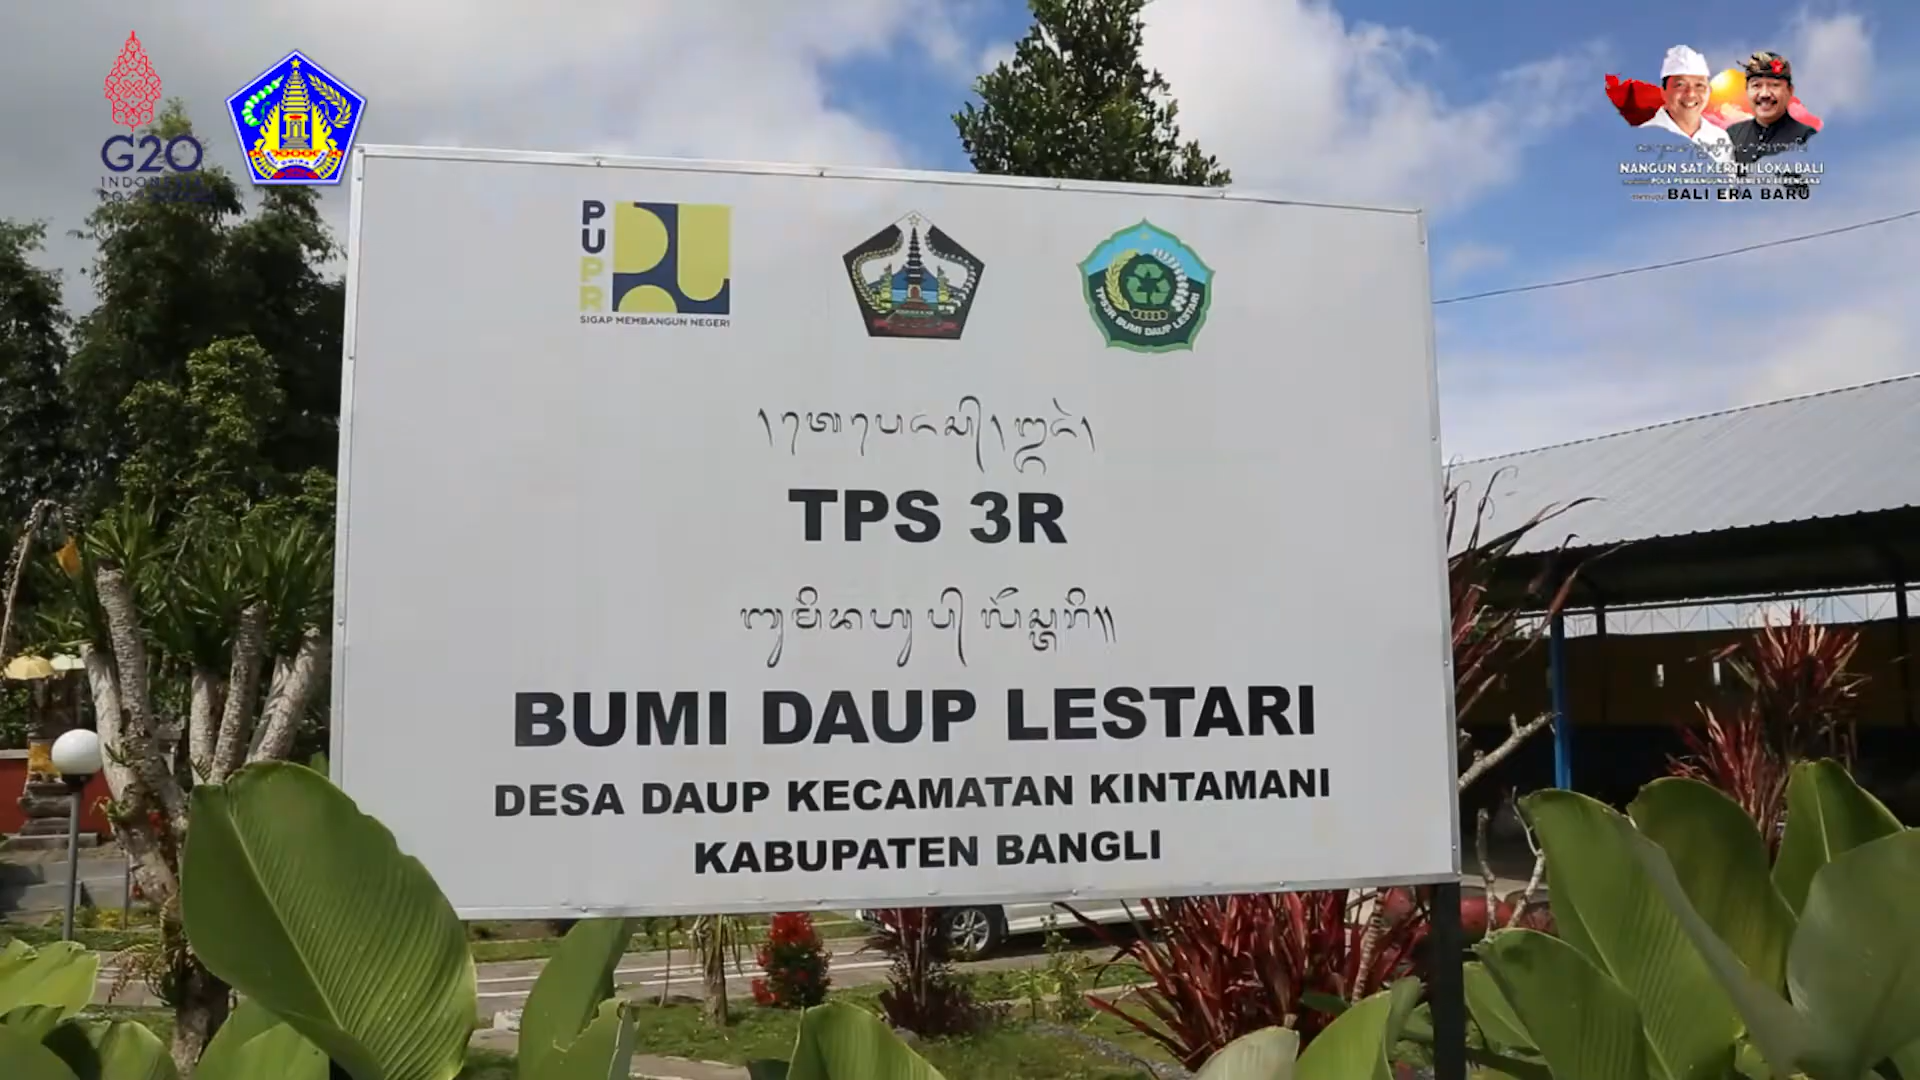 G20
INDONESIA
NANGUN SAT KERTHI LOKA BALI
POLA PEMBANGUNAN SEMESTA BERENCANA
BALI ERA BARU
PUPR
SIGAP MEMBANGUN NEGERI
TPS3R BUMI DAUP LESTARI
TPS 3R
BUMI DAUP LESTARI
DESA DAUP KECAMATAN KINTAMANI
KABUPATEN BANGLI